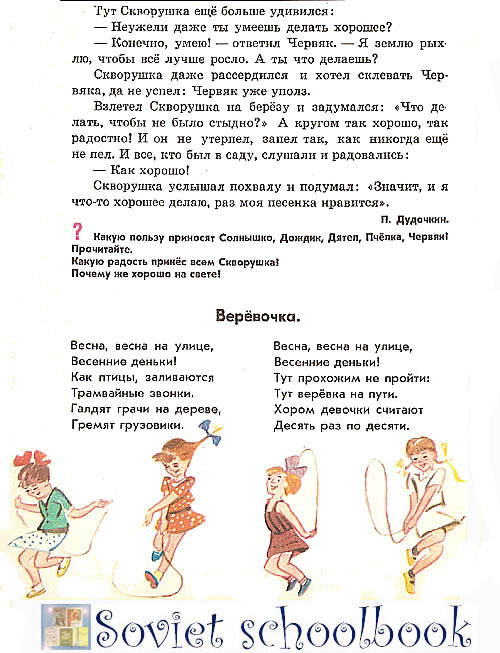 Тут Скворушка ещё больше удивился:
— Неужели даже ты умеешь делать хорошее?
— Конечно, умею! — ответил Червяк. — Я землю рых-
лю, чтобы всё лучше росло. А ты что делаешь?
Скворушка даже рассердился и хотел склевать Чер-
вяка, да не успел: Червяк уже уполз.
Взлетел Скворушка на берёзу и задумался: «Что де-
лать, чтобы не было стыдно?» А кругом так хорошо, так
радостно! И он не утерпел, запел так, как никогда ещё
не пел. И все, кто был в саду, слушали и радовались:
— Как хорошо!
Скворушка услышал похвалу и подумал: «Значит, и я
что-то хорошее делаю, раз моя песенка нравится».
П. Дудочкин.
? Какую пользу приносят Солнышко, Дождик, Дятел, Пчёлка, Червяк?
Прочитайте.
Какую радость принёс всем Скворушка?
Почему же хорошо на свете?
Верёвочка.
Весна, весна на улице,
Весенние деньки!
Как птицы, заливаются
Трамвайные звонки.
Галдят грачи на дереве,
Гремят грузовики.
Весна, весна на улице,
Весенние деньки!
Тут прохожим не пройти:
Тут верёвка на пути.
Хором девочки считают
Десять раз по десяти.
Soviet schoolbook